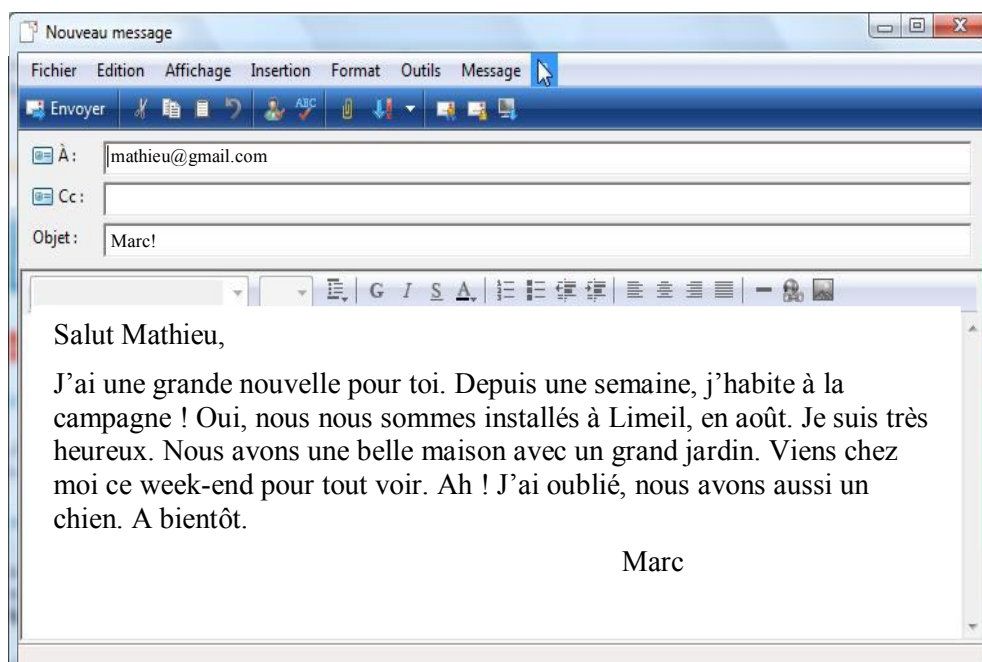 Nouveau message
Fichier Edition Affichage Insertion Format Outils Message
Envoyer ABC
À : mathieu@gmail.com
Cc :
Objet : Marc!
G I S A
Salut Mathieu,
J’ai une grande nouvelle pour toi. Depuis une semaine, j’habite à la
campagne ! Oui, nous nous sommes installés à Limeil, en août. Je suis très
heureux. Nous avons une belle maison avec un grand jardin. Viens chez
moi ce week-end pour tout voir. Ah ! J’ai oublié, nous avons aussi un
chien. A bientôt.
Marc